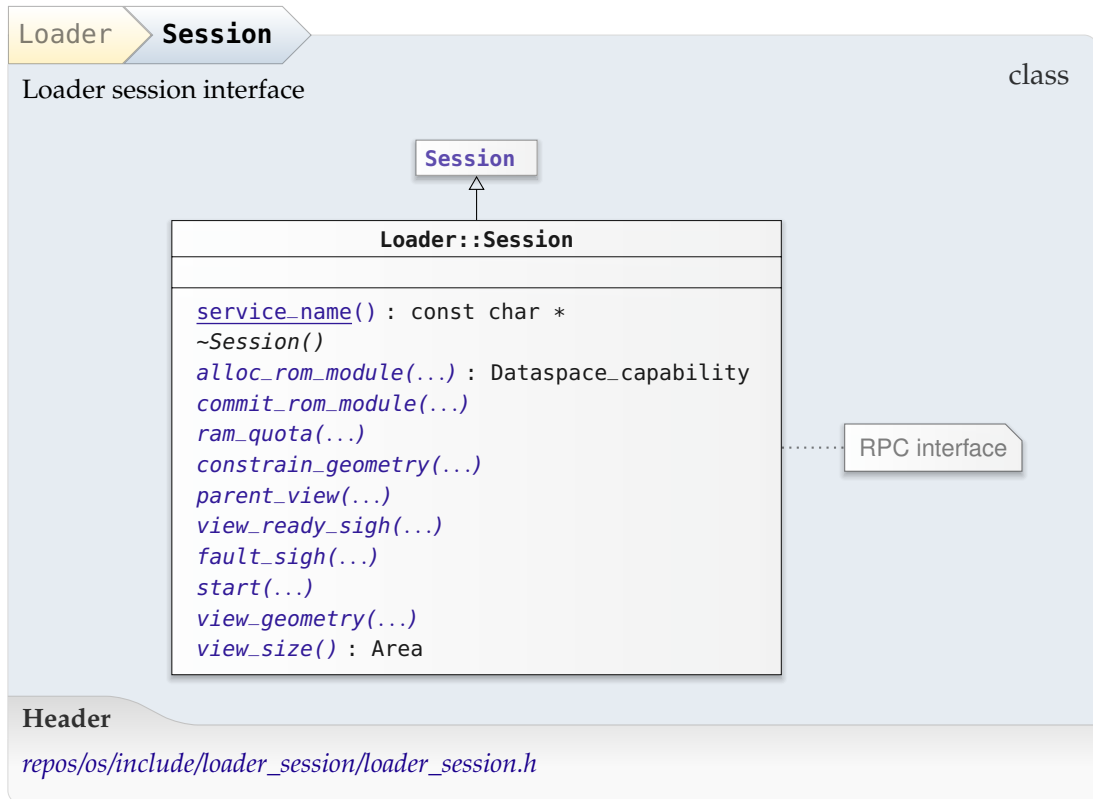 Loader Session
class
Loader session interface
Session
Loader::Session
service_name() : const char *
~Session()
alloc_rom_module(...) : Dataspace_capability
commit_rom_module(...)
ram_quota(...)
constrain_geometry(...)
RPC interface
parent_view(...)
view_ready_sigh(...)
fault_sigh(...)
start(...)
view_geometry(...)
view_size() : Area
Header
repos/os/include/loader_session/loader_session.h